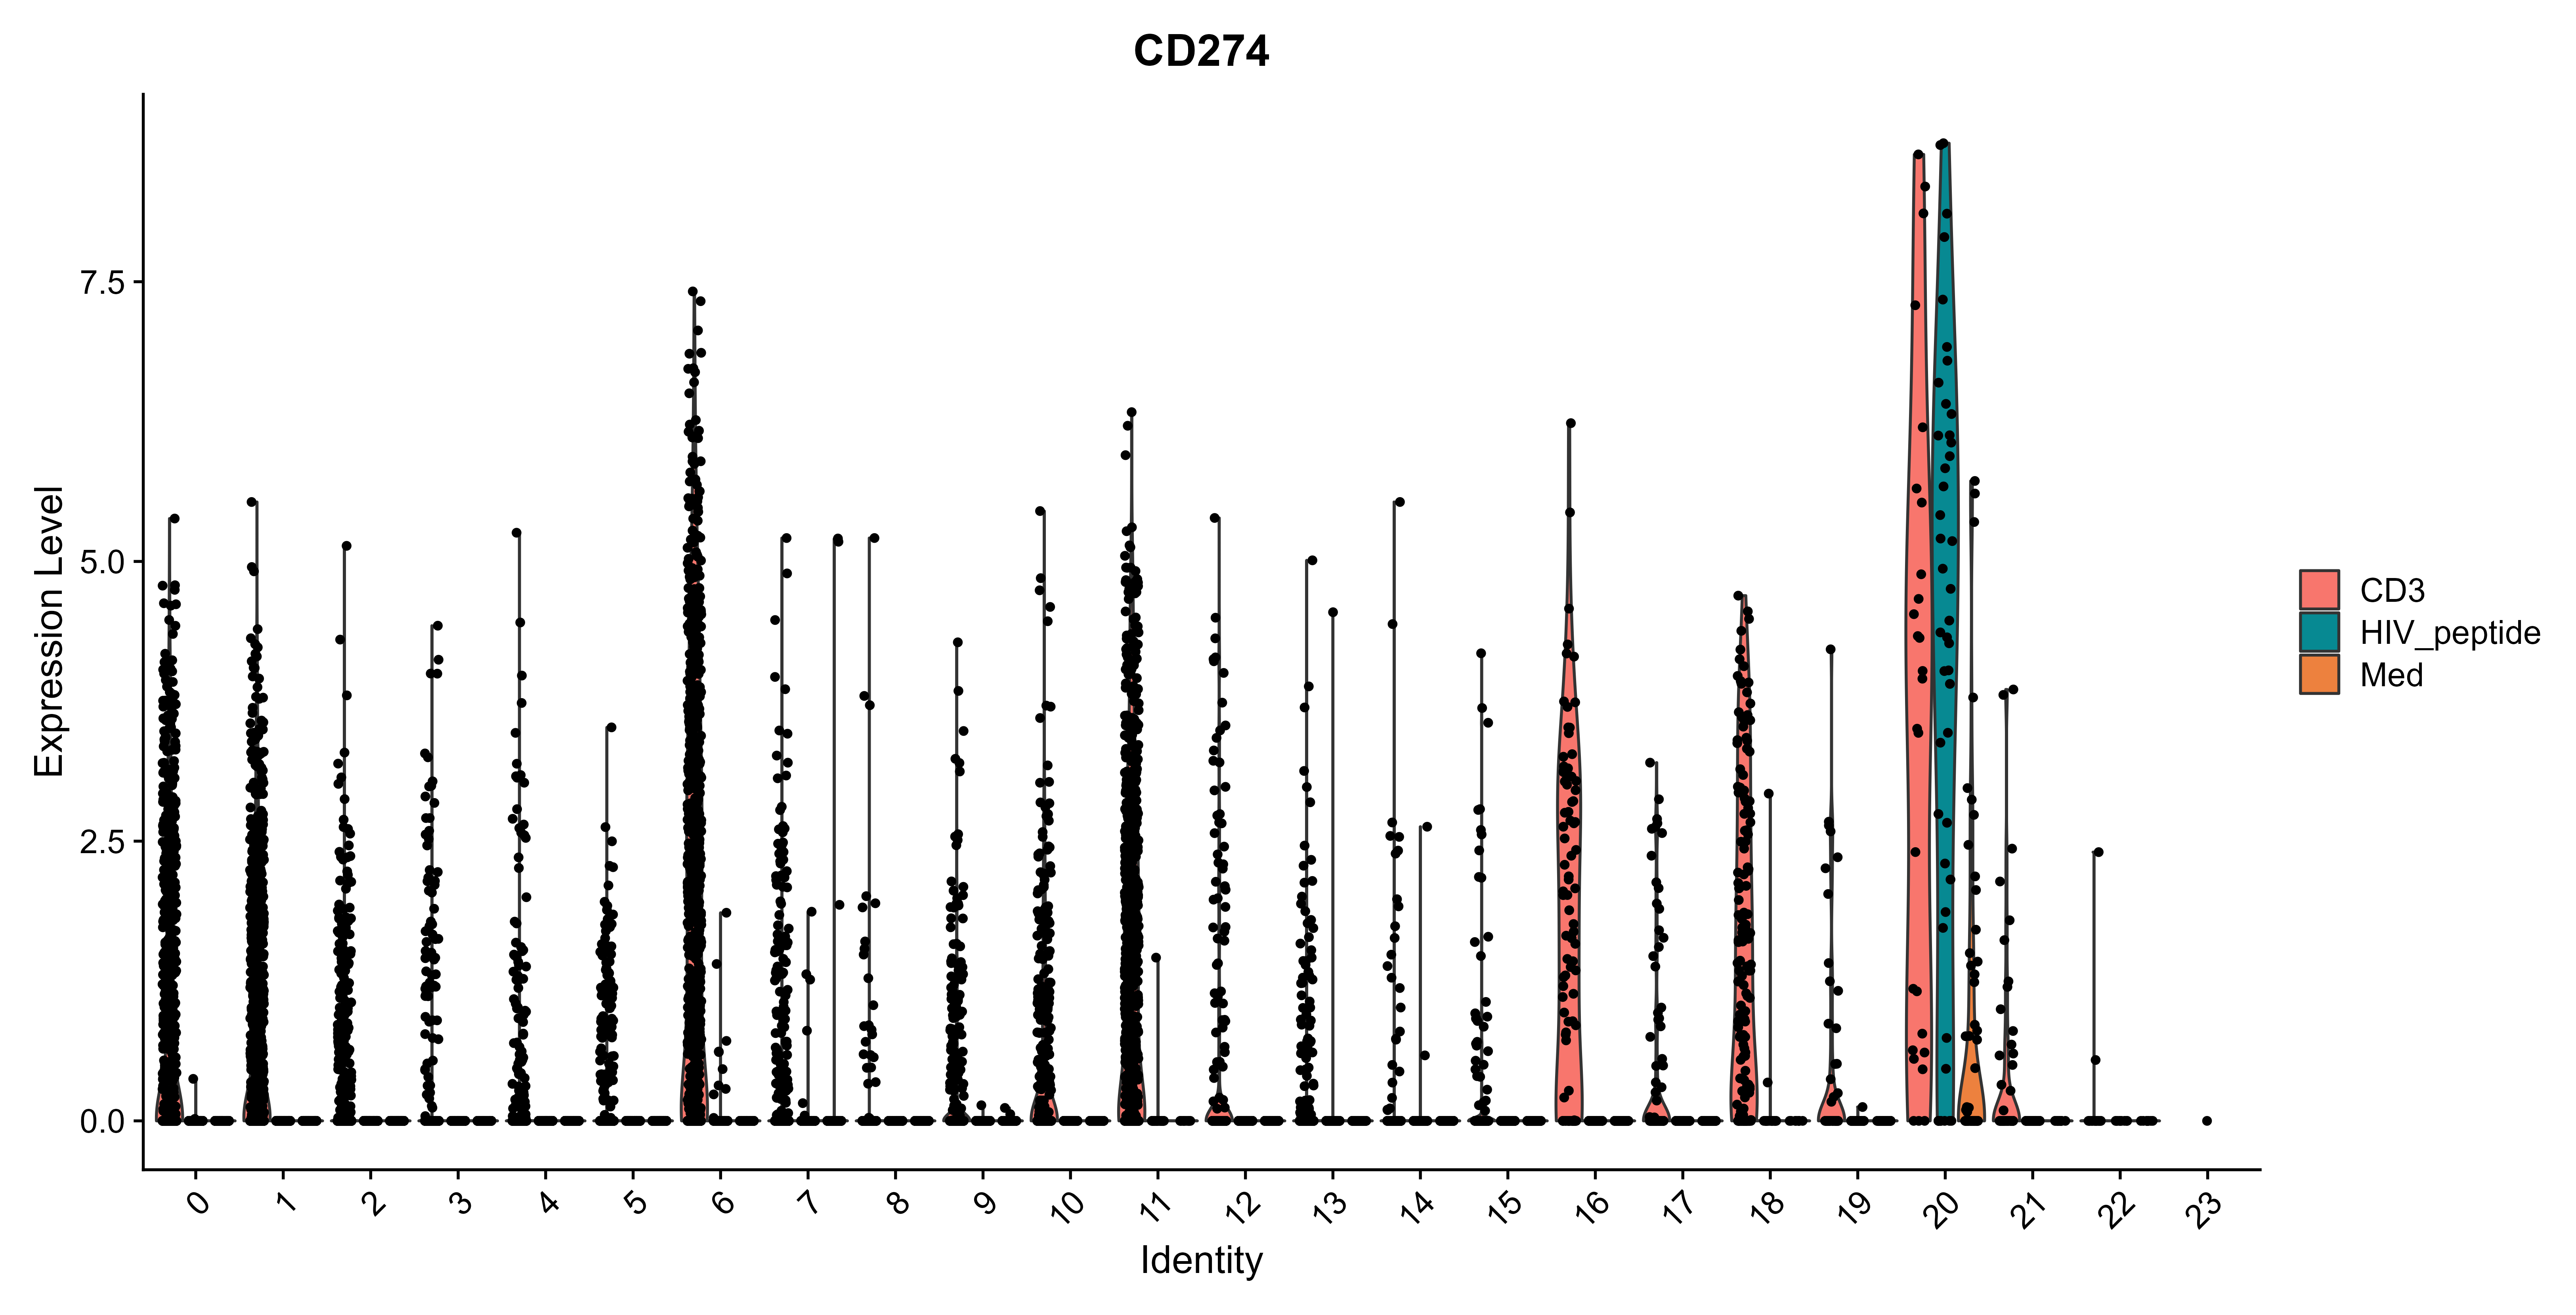 CD274
Expression Level
7.5
5.0
2.5
0.0
0 1 2 3 4 5 6 7 8 9 10 11 12 13 14 15 16 17 18 19 20 21 22 23
Identity
CD3
HIV_peptide
Med